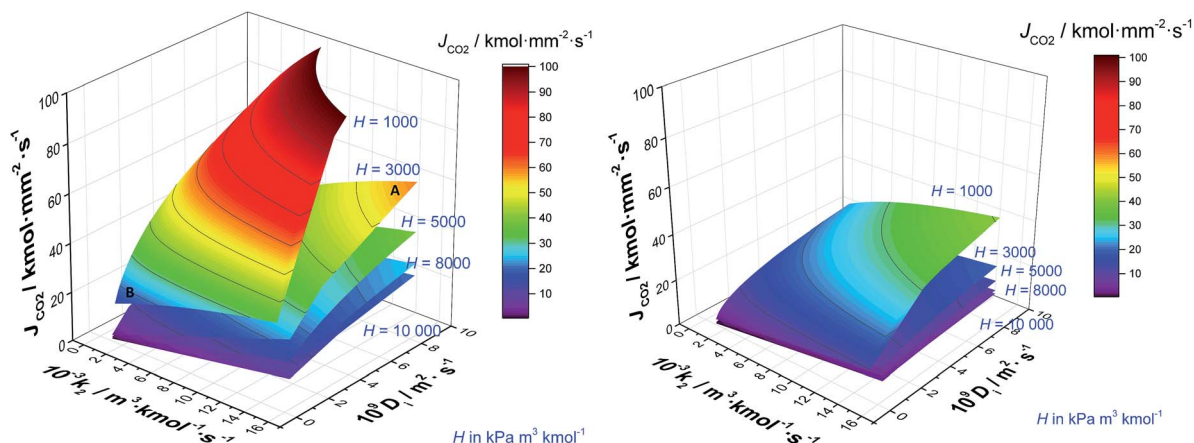 J_CO2 / kmol·mm⁻²·s⁻¹
100
90
80
70
60
50
40
30
20
10
H = 1000
H = 3000
A
H = 5000
H = 8000
H = 10 000
B
100
80
60
40
20
0
J_CO2 / kmol·mm⁻²·s⁻¹
0
2
4
6
8
10
12
14
16
10⁻³k₂ / m³·kmol⁻¹·s⁻¹
0
2
4
6
8
10
10⁹D_i / m²·s⁻¹
H in kPa m³ kmol⁻¹
J_CO2 / kmol·mm⁻²·s⁻¹
100
90
80
70
60
50
40
30
20
10
H = 1000
H = 3000
H = 5000
H = 8000
H = 10 000
100
80
60
40
20
0
J_CO2 / kmol·mm⁻²·s⁻¹
0
2
4
6
8
10
12
14
16
10⁻³k₂ / m³·kmol⁻¹·s⁻¹
0
2
4
6
8
10
10⁹D_i / m²·s⁻¹
H in kPa m³ kmol⁻¹